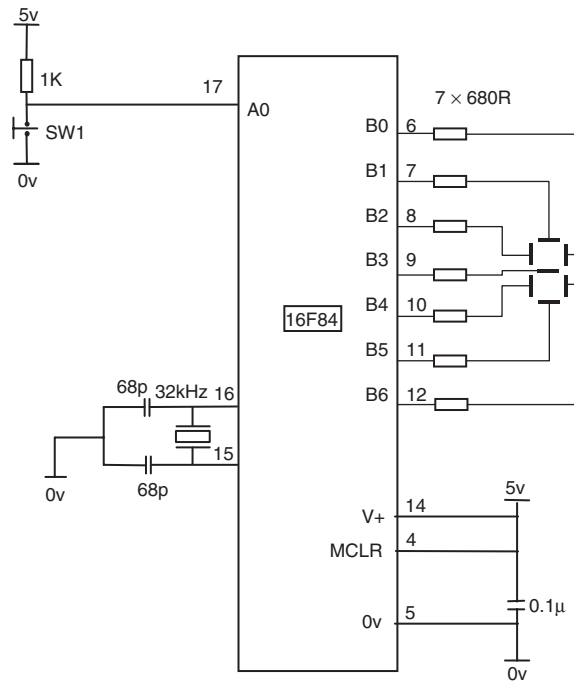 5v
1K
17
A0
SW1
0v
7 × 680R
B0 6
B1 7
B2 8
B3 9
B4 10
B5 11
B6 12
16F84
68p 32kHz 16
15
68p
0v
5v
V+ 14
MCLR 4
0.1μ
0v 5
0v